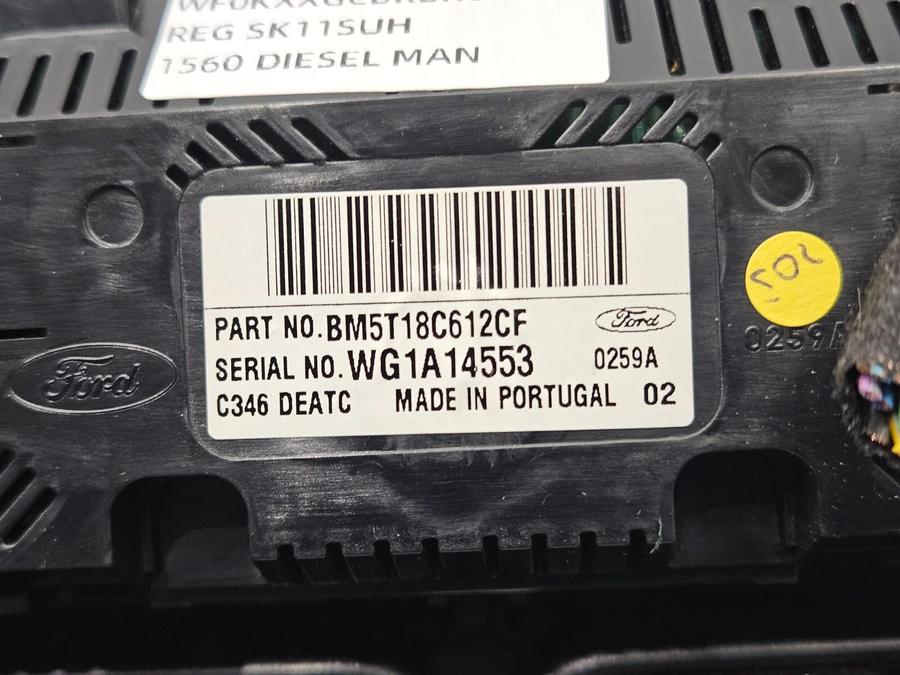 REG SK11SUH
1560 DIESEL MAN
PART NO. BM5T18C612CF
Ford
SERIAL NO. WG1A14553 0259A
C346 DEATC MADE IN PORTUGAL 02
Ford
502
0259A